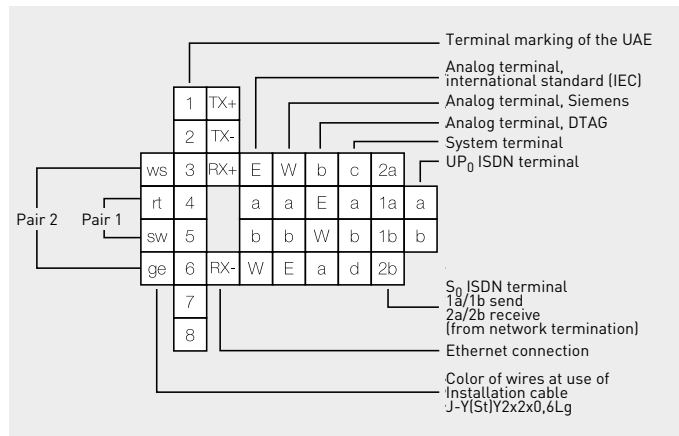 Terminal marking of the UAE
Analog terminal,
international standard (IEC)
1 TX+
Analog terminal, Siemens
Analog terminal, DTAG
2 TX-
System terminal
UP0 ISDN terminal
ws 3 RX+ E W b c 2a
rt 4 a a E a 1a a
Pair 2 Pair 1
sw 5 b b W b 1b b
ge 6 RX- W E a d 2b
S0 ISDN terminal
1a/1b send
7
2a/2b receive
(from network termination)
8
Ethernet connection
Color of wires at use of
Installation cable
J-Y(St)Y2x2x0,6Lg